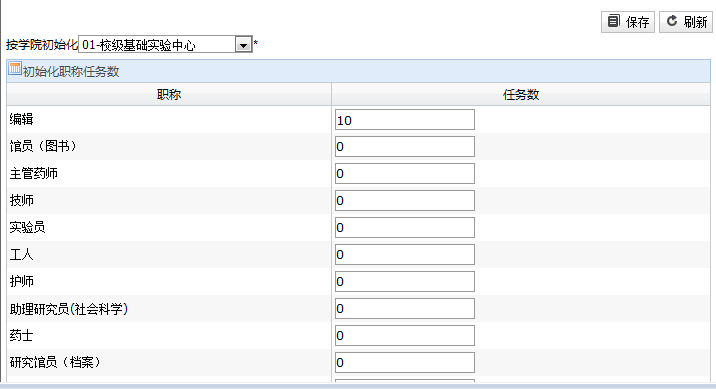 保存 刷新
按学院初始化 01-校级基础实验中心 *
初始化职称任务数
职称 任务数
编辑 10
馆员（图书） 0
主管药师 0
技师 0
实验员 0
工人 0
护师 0
助理研究员(社会科学) 0
药士 0
研究馆员（档案） 0